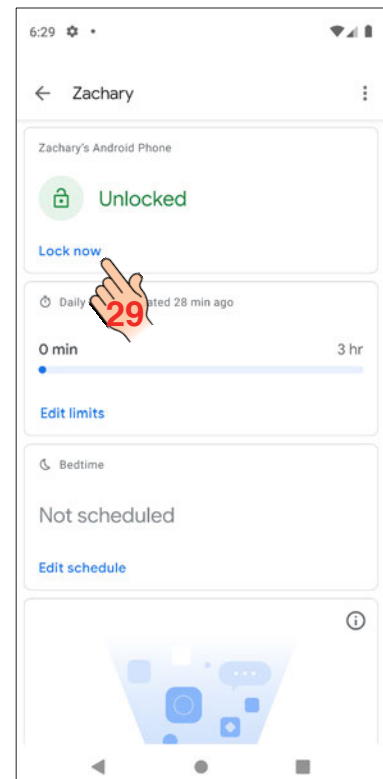 6:29
Zachary
Zachary's Android Phone
Unlocked
Lock now
29
Daily ated 28 min ago
0 min 3 hr
Edit limits
Bedtime
Not scheduled
Edit schedule